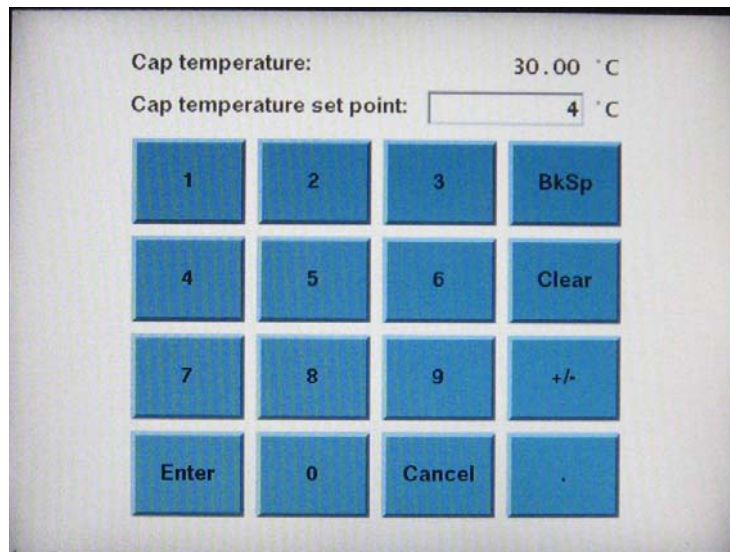 Cap temperature: 30.00 °C
Cap temperature set point: 4 °C
1 2 3 BkSp
4 5 6 Clear
7 8 9 +/-
Enter 0 Cancel .